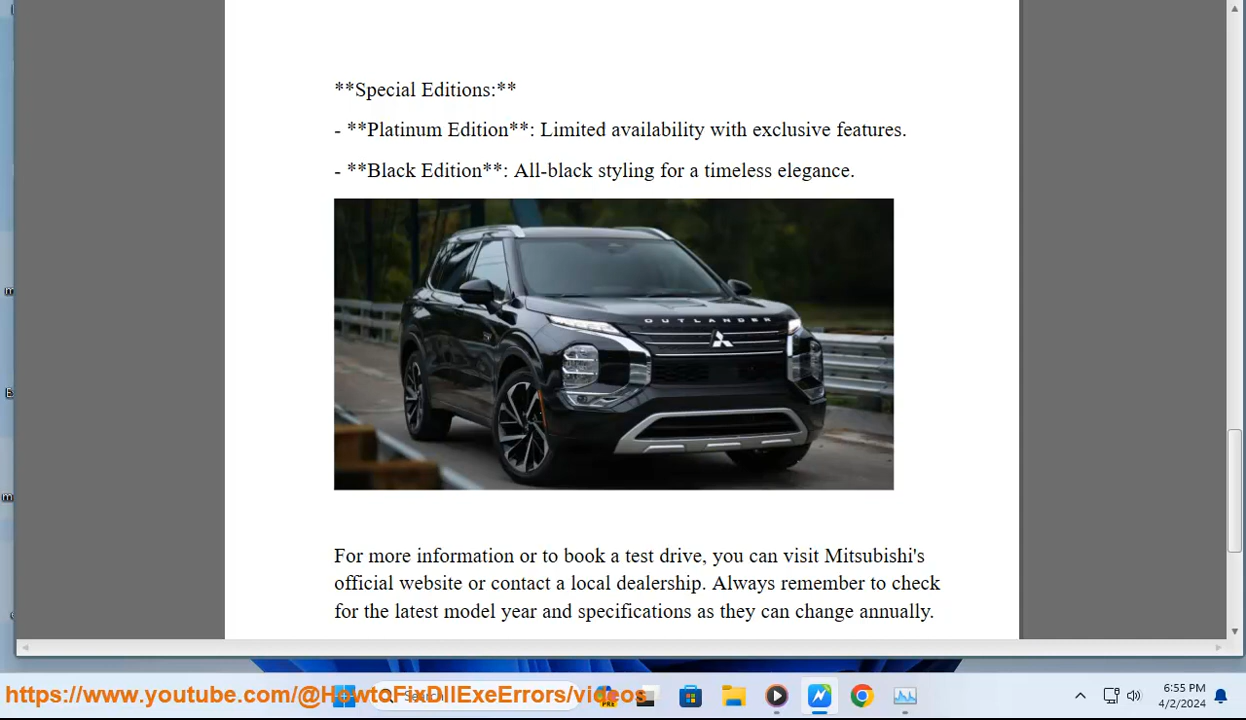 **Special Editions:**
- **Platinum Edition**: Limited availability with exclusive features.
- **Black Edition**: All-black styling for a timeless elegance.
OUTLANDER
For more information or to book a test drive, you can visit Mitsubishi's
official website or contact a local dealership. Always remember to check
for the latest model year and specifications as they can change annually.
https://www.youtube.com/@HowtoFixDllExeErrors/videos
Search
PRE
6:55 PM
4/2/2024